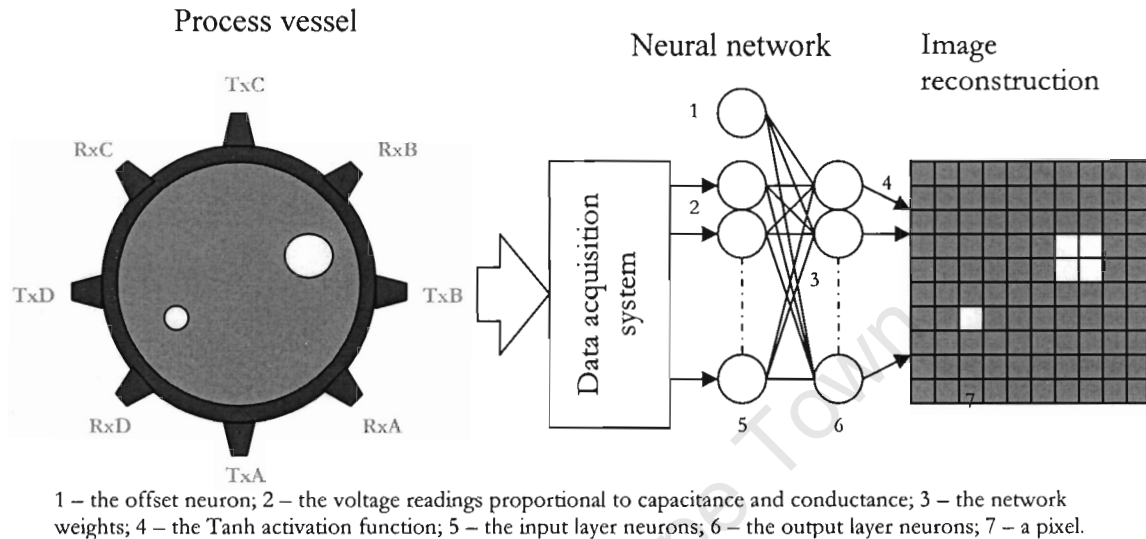 Process vessel
Neural network
Image
reconstruction
TxC
RxC
RxB
TxD
TxB
RxD
RxA
TxA
Data acquisition
system
1
2
3
4
5
6
7
e Town
1 – the offset neuron; 2 – the voltage readings proportional to capacitance and conductance; 3 – the network
weights; 4 – the Tanh activation function; 5 – the input layer neurons; 6 – the output layer neurons; 7 – a pixel.